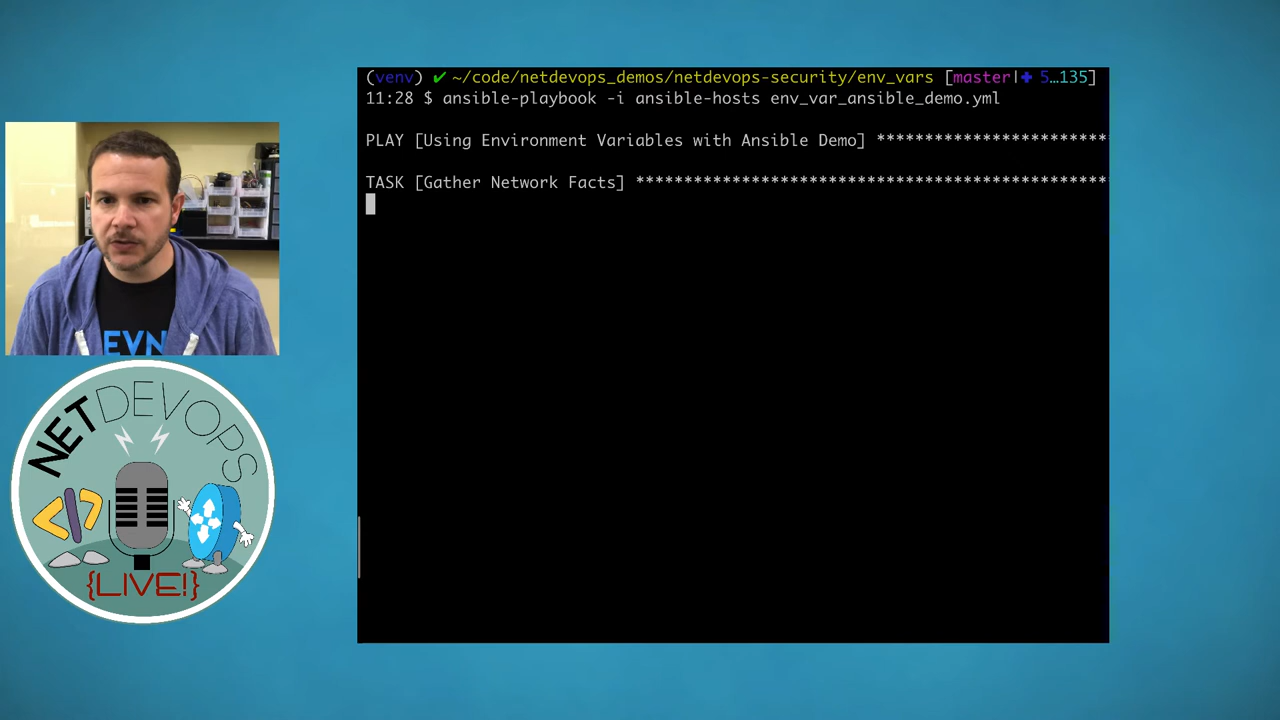 (venv) ✔ ~/code/netdevops_demos/netdevops-security/env_vars [master|✚ 5…135]
11:28 $ ansible-playbook -i ansible-hosts env_var_ansible_demo.yml
PLAY [Using Environment Variables with Ansible Demo] ************************
TASK [Gather Network Facts] *************************************************
EVN
NETDEVOPS
</>
{LIVE!}